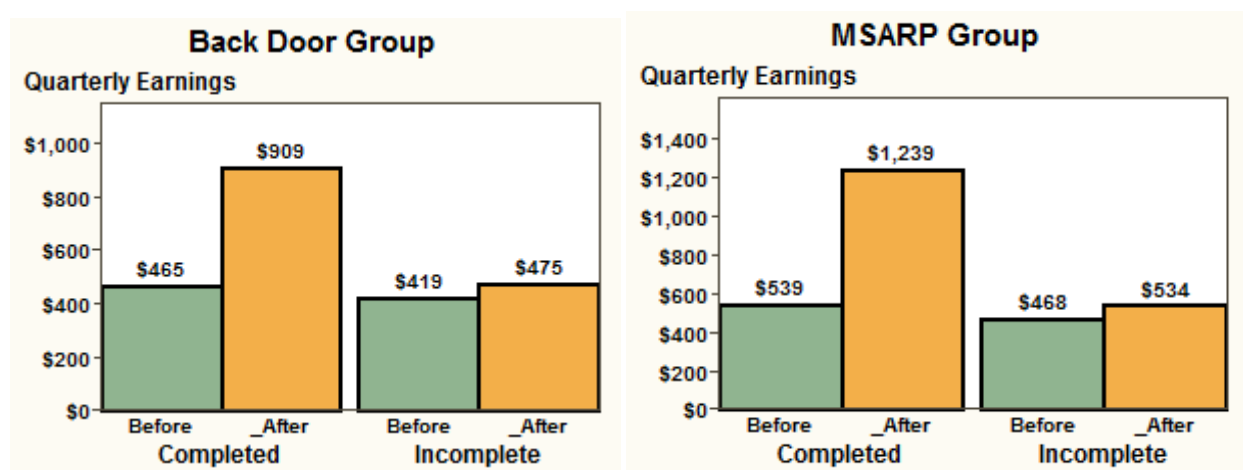 Back Door Group
Quarterly Earnings
$1,000
$800
$600
$400
$200
$0
$465
$909
$419
$475
Before _After Before _After
Completed Incomplete
MSARP Group
Quarterly Earnings
$1,400
$1,200
$1,000
$800
$600
$400
$200
$0
$539
$1,239
$468
$534
Before _After Before _After
Completed Incomplete